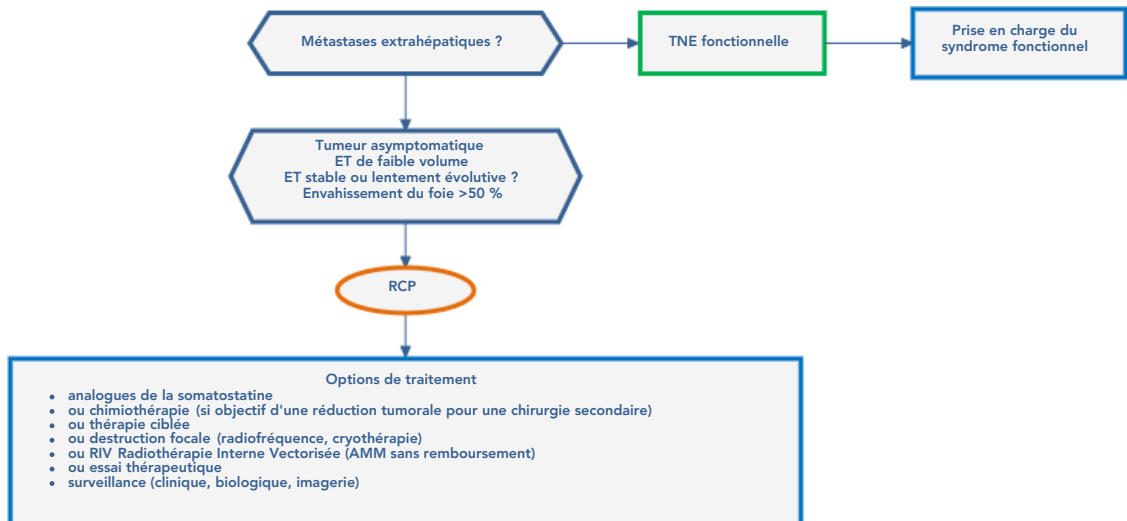 Métastases extrahépatiques ?
TNE fonctionnelle
Prise en charge du
syndrome fonctionnel
Tumeur asymptomatique
ET de faible volume
ET stable ou lentement évolutive ?
Envahissement du foie >50 %
RCP
Options de traitement
• analogues de la somatostatine
• ou chimiothérapie (si objectif d'une réduction tumorale pour une chirurgie secondaire)
• ou thérapie ciblée
• ou destruction focale (radiofréquence, cryothérapie)
• ou RIV Radiothérapie Interne Vectorisée (AMM sans remboursement)
• ou essai thérapeutique
• surveillance (clinique, biologique, imagerie)